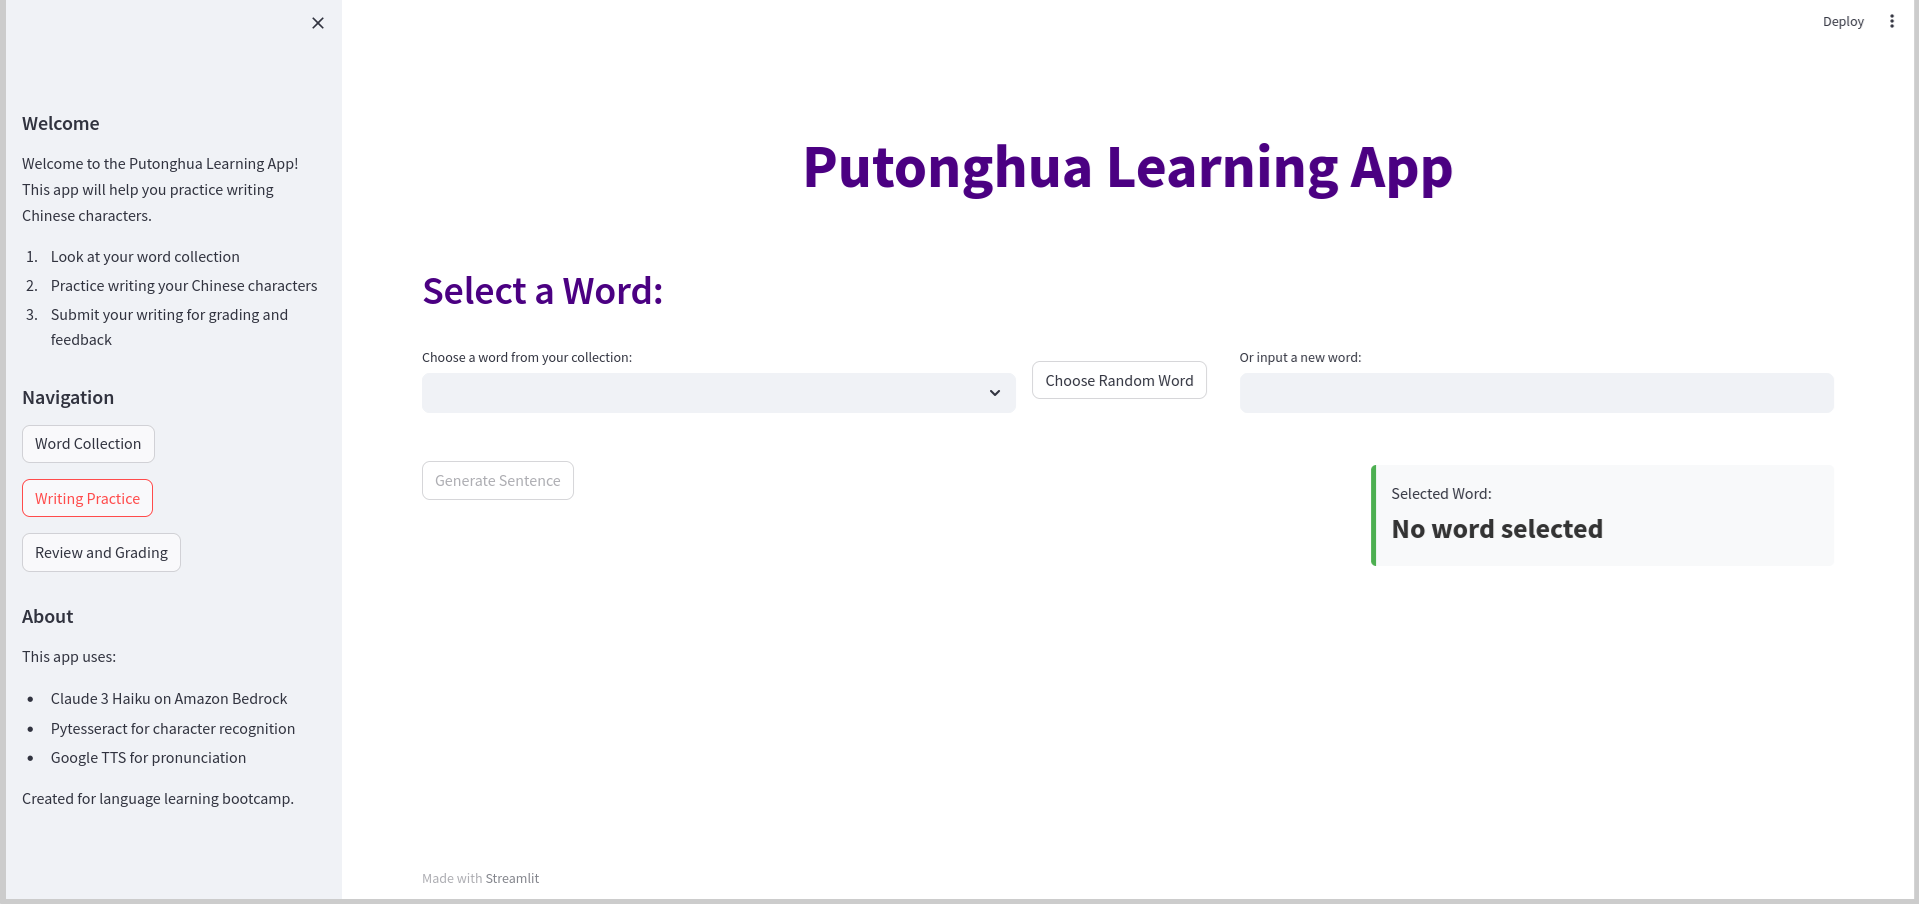 Deploy
Welcome
Welcome to the Putonghua Learning App!
This app will help you practice writing
Chinese characters.
1. Look at your word collection
2. Practice writing your Chinese characters
3. Submit your writing for grading and
feedback
Navigation
Word Collection
Writing Practice
Review and Grading
About
This app uses:
• Claude 3 Haiku on Amazon Bedrock
• Pytesseract for character recognition
• Google TTS for pronunciation
Created for language learning bootcamp.
Putonghua Learning App
Select a Word:
Choose a word from your collection:
Choose Random Word
Or input a new word:
Generate Sentence
Selected Word:
No word selected
Made with Streamlit